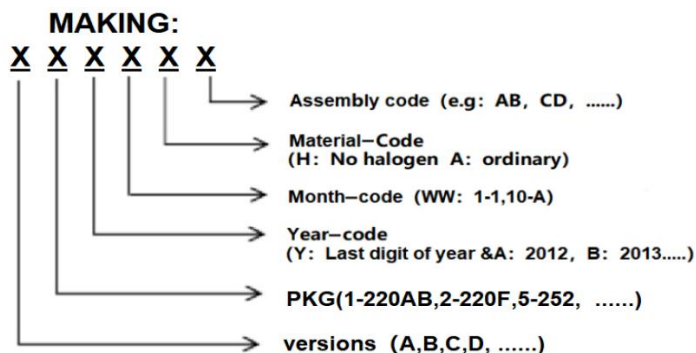 MAKING:
X X X X X X
Assembly code (e.g: AB, CD, ......)
Material-Code
(H: No halogen A: ordinary)
Month-code (WW: 1-1,10-A)
Year-code
(Y: Last digit of year &A: 2012, B: 2013.....)
PKG(1-220AB,2-220F,5-252, ......)
versions (A,B,C,D, ......)